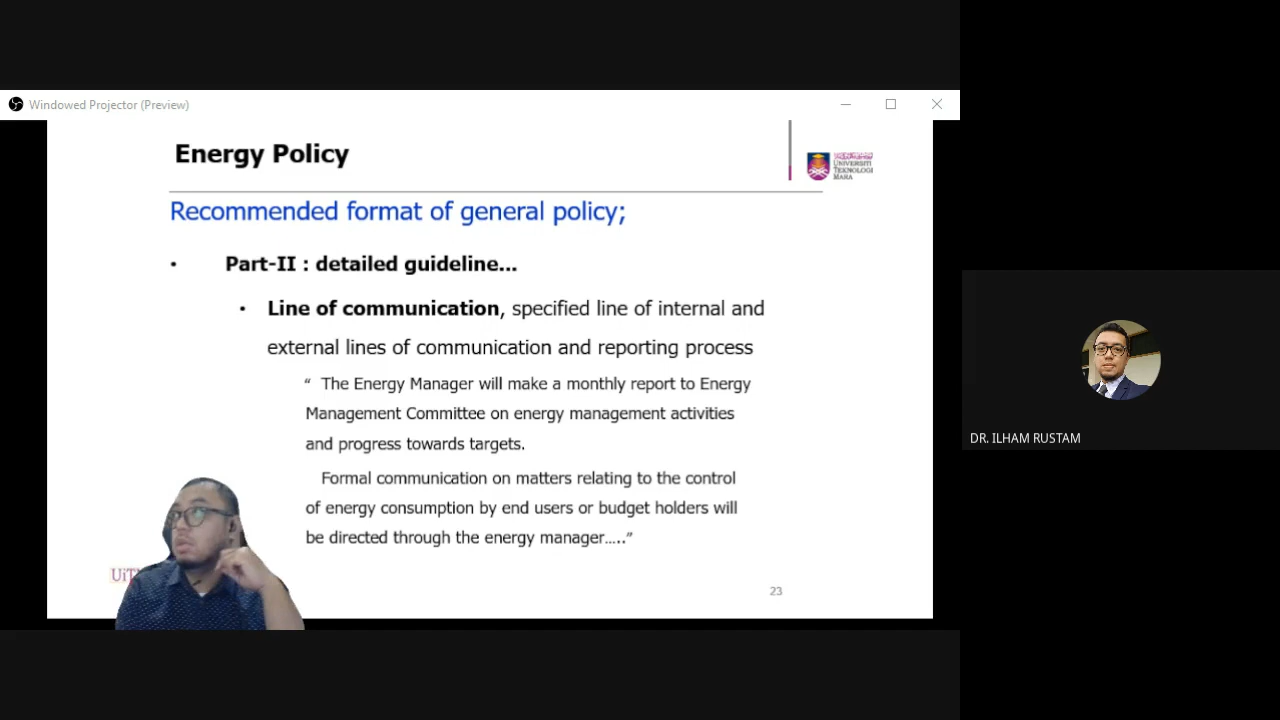 Windowed Projector (Preview)
Energy Policy
UNIVERSITI
TEKNOLOGI
MARA
Recommended format of general policy;
• Part-II : detailed guideline...
• Line of communication, specified line of internal and
external lines of communication and reporting process
“ The Energy Manager will make a monthly report to Energy
Management Committee on energy management activities
and progress towards targets.
Formal communication on matters relating to the control
of energy consumption by end users or budget holders will
be directed through the energy manager…..”
23
DR. ILHAM RUSTAM